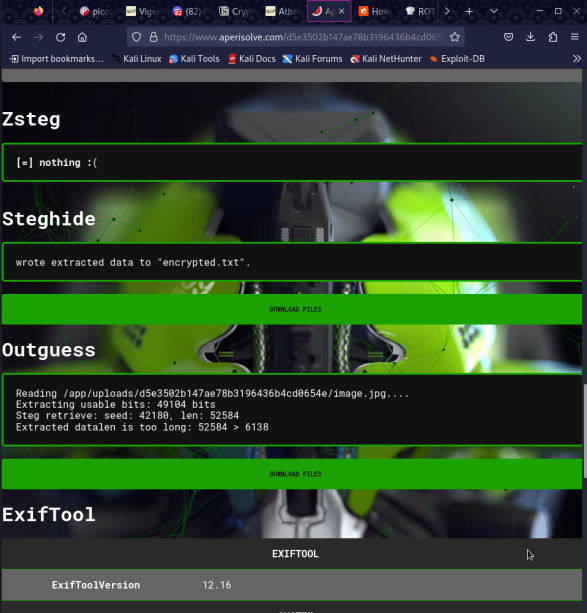 pico
Vige
(82)
Cryp
Atba
Ap
How
ROT
https://www.aperisolve.com/d5e3502b147ae78b3196436b4cd065
Import bookmarks...
Kali Linux
Kali Tools
Kali Docs
Kali Forums
Kali NetHunter
Exploit-DB
Zsteg
[=] nothing :(
Steghide
wrote extracted data to "encrypted.txt".
DOWNLOAD FILES
Outguess
Reading /app/uploads/d5e3502b147ae78b3196436b4cd0654e/image.jpg....
Extracting usable bits: 49104 bits
Steg retrieve: seed: 42180, len: 52584
Extracted datalen is too long: 52584 > 6138
DOWNLOAD FILES
ExifTool
EXIFTOOL
ExifToolVersion 12.16